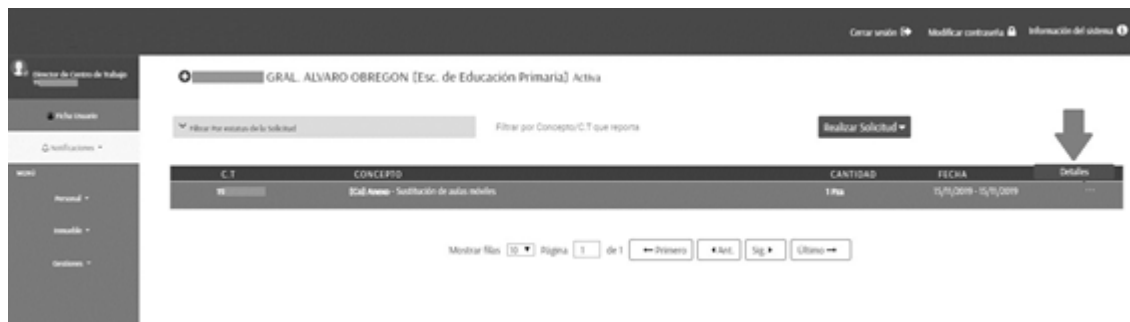 Cerrar sesión Modificar contraseña Información del sistema
Director de Centro de Trabajo
GRAL. ALVARO OBREGON [Esc. de Educación Primaria] Activa
Ficha Usuario
Filtrar Por estatus de la Solicitud Filtrar por Concepto/C.T que reporta Realizar Solicitud
Notificaciones
MENÚ
C.T CONCEPTO CANTIDAD FECHA Detalles
[Ca] Anexo - Sustitución de aulas móviles 1 Pza 15/11/2019 - 15/11/2019 ...
Personal
Inmueble
Mostrar filas 10 Página 1 de 1 Primero Ant. Sig. Último
Gestiones